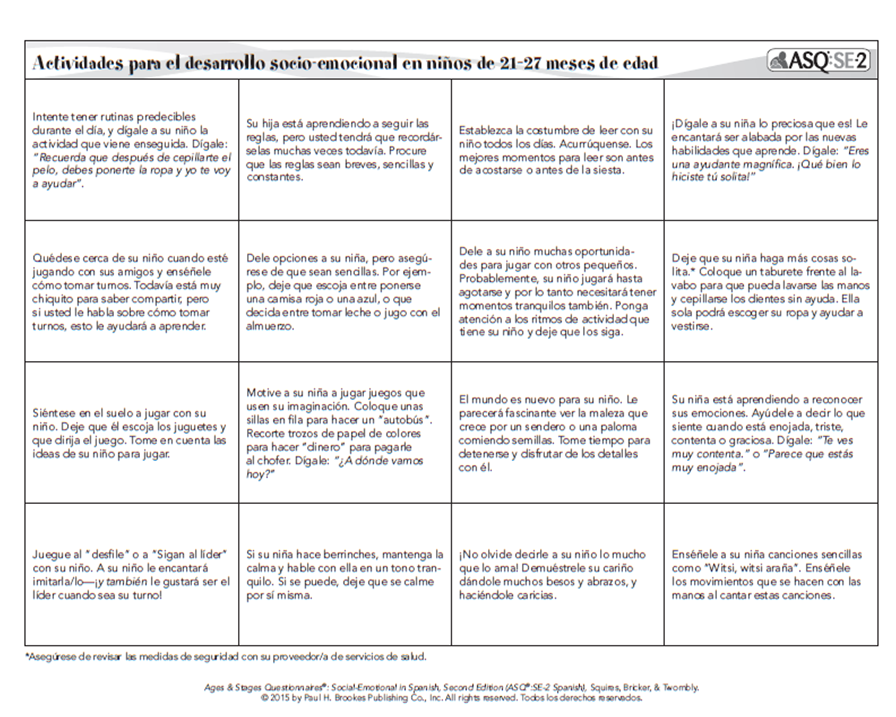 Actividades para el desarrollo socio-emocional en niños de 21-27 meses de edad
ASQ:SE-2
Intente tener rutinas predecibles
durante el día, y dígale a su niño la
actividad que viene enseguida. Dígale:
"Recuerda que después de cepillarte el
pelo, debes ponerte la ropa y yo te voy
a ayudar".
Su hija está aprendiendo a seguir las
reglas, pero usted tendrá que recordár-
selas muchas veces todavía. Procure
que las reglas sean breves, sencillas y
constantes.
Establezca la costumbre de leer con su
niño todos los días. Acurrúquense. Los
mejores momentos para leer son antes
de acostarse o antes de la siesta.
¡Dígale a su niña lo preciosa que es! Le
encantará ser alabada por las nuevas
habilidades que aprende. Dígale: "Eres
una ayudante magnífica. ¡Qué bien lo
hiciste tú solita!"
Quédese cerca de su niño cuando esté
jugando con sus amigos y enséñele
cómo tomar turnos. Todavía está muy
chiquito para saber compartir, pero
si usted le habla sobre cómo tomar
turnos, esto le ayudará a aprender.
Dele opciones a su niña, pero asegú-
rese de que sean sencillas. Por ejem-
plo, deje que escoja entre ponerse
una camisa roja o una azul, o que
decida entre tomar leche o jugo con el
almuerzo.
Dele a su niño muchas oportunida-
des para jugar con otros pequeños.
Probablemente, su niño jugará hasta
agotarse y por lo tanto necesitará tener
momentos tranquilos también. Ponga
atención a los ritmos de actividad que
tiene su niño y deje que los siga.
Deje que su niña haga más cosas so-
lita.* Coloque un taburete frente al la-
vabo para que pueda lavarse las manos
y cepillarse los dientes sin ayuda. Ella
sola podrá escoger su ropa y ayudar a
vestirse.
Siéntese en el suelo a jugar con su
niño. Deje que él escoja los juguetes y
que dirija el juego. Tome en cuenta las
ideas de su niño para jugar.
Motive a su niña a jugar juegos que
usen su imaginación. Coloque unas
sillas en fila para hacer un "autobús".
Recorte trozos de papel de colores
para hacer "dinero" para pagarle
al chofer. Dígale: "¿A dónde vamos
hoy?"
El mundo es nuevo para su niño. Le
parecerá fascinante ver la maleza que
crece por un sendero o una paloma
comiendo semillas. Tome tiempo para
detenerse y disfrutar de los detalles
con él.
Su niña está aprendiendo a reconocer
sus emociones. Ayúdele a decir lo que
siente cuando está enojada, triste,
contenta o graciosa. Dígale: "Te ves
muy contenta." o "Parece que estás
muy enojada".
Juegue al "desfile" o a "Sigan al líder"
con su niño. A su niño le encantará
imitarla/lo—¡y también le gustará ser el
líder cuando sea su turno!
Si su niña hace berrinches, mantenga la
calma y hable con ella en un tono tran-
quilo. Si se puede, deje que se calme
por sí misma.
¡No olvide decirle a su niño lo mucho
que lo ama! Demuéstrele su cariño
dándole muchos besos y abrazos, y
haciéndole caricias.
Enséñele a su niña canciones sencillas
como "Witsi, witsi araña". Enséñele
los movimientos que se hacen con las
manos al cantar estas canciones.
*Asegúrese de revisar las medidas de seguridad con su proveedor/a de servicios de salud.
Ages & Stages Questionnaires®: Social-Emotional in Spanish, Second Edition (ASQ®:SE-2 Spanish), Squires, Bricker, & Twombly.
© 2015 by Paul H. Brookes Publishing Co., Inc. All rights reserved. Todos los derechos reservados.